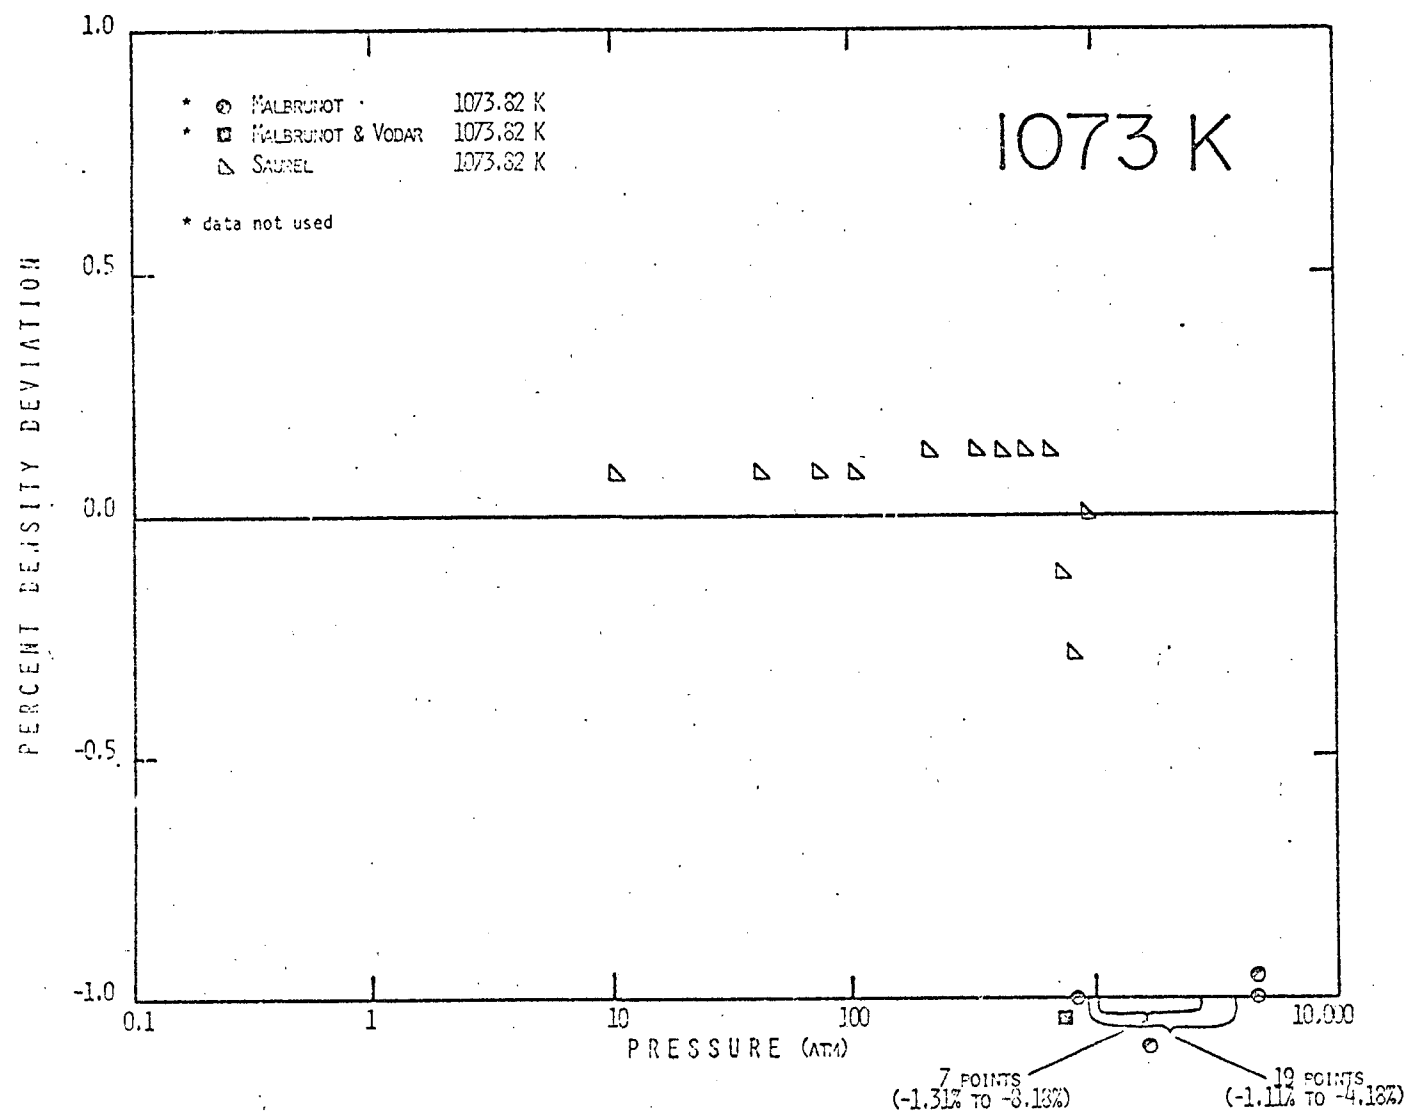 1.0
* MALBRUNOT 1073.82 K
* MALBRUNOT & VODAR 1073.82 K
SAUREL 1073.82 K
* data not used
1073 K
PERCENT DENSITY DEVIATION
0.5
0.0
-0.5
-1.0
0.1 1 10 100 10,000
PRESSURE (ATM)
7 POINTS
(-1.31% TO -8.18%)
19 POINTS
(-1.11% TO -4.18%)